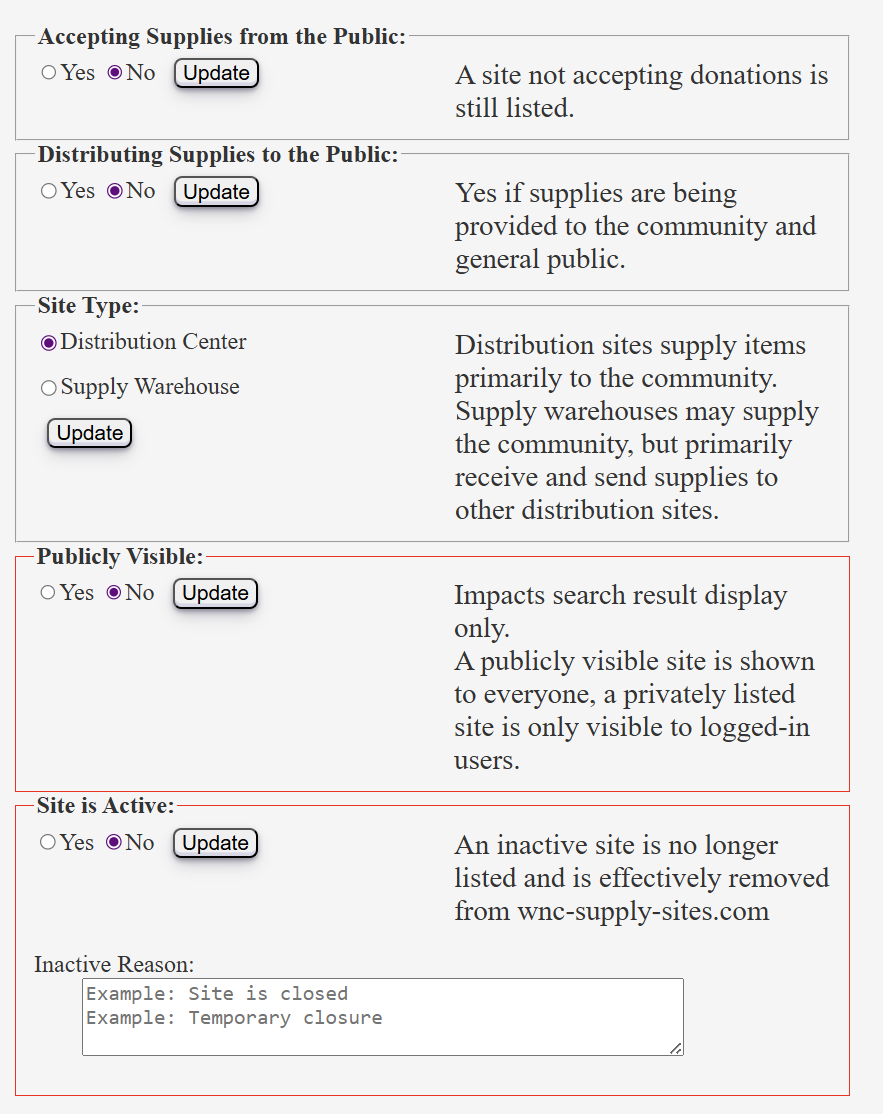 Accepting Supplies from the Public:
Yes No Update
A site not accepting donations is
still listed.
Distributing Supplies to the Public:
Yes No Update
Yes if supplies are being
provided to the community and
general public.
Site Type:
Distribution Center
Supply Warehouse
Update
Distribution sites supply items
primarily to the community.
Supply warehouses may supply
the community, but primarily
receive and send supplies to
other distribution sites.
Publicly Visible:
Yes No Update
Impacts search result display
only.
A publicly visible site is shown
to everyone, a privately listed
site is only visible to logged-in
users.
Site is Active:
Yes No Update
An inactive site is no longer
listed and is effectively removed
from wnc-supply-sites.com
Inactive Reason:
Example: Site is closed
Example: Temporary closure